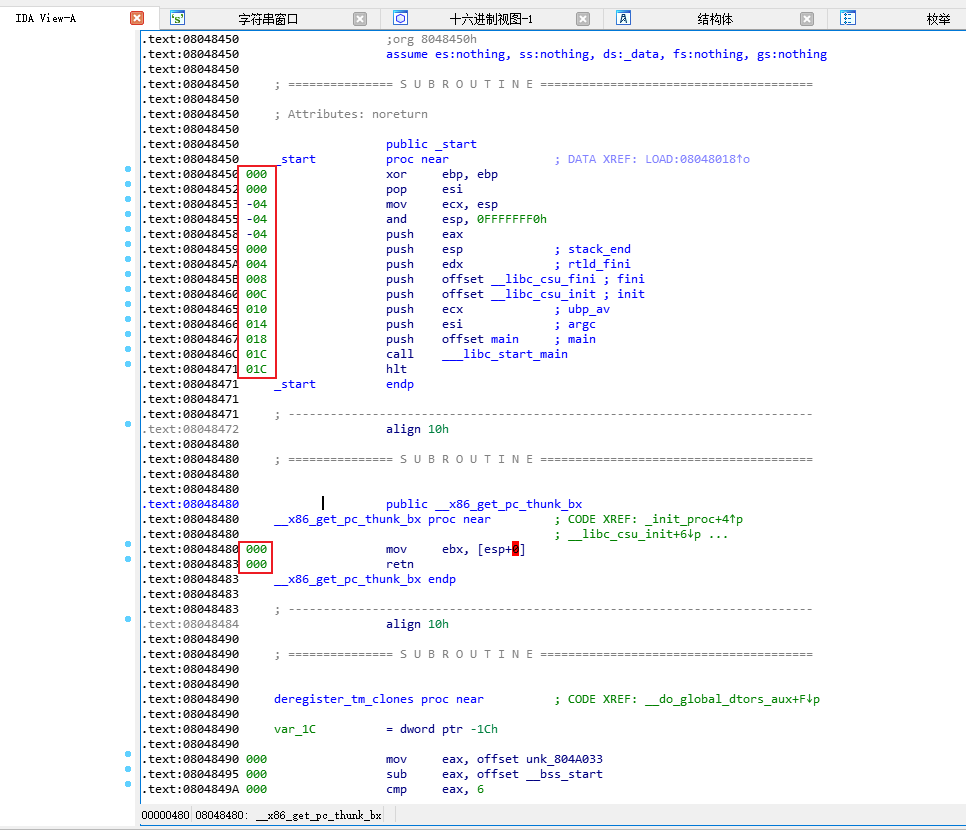 IDA View-A 字符串窗口 十六进制视图-1 结构体 枚举
.text:08048450 ;org 8048450h
.text:08048450 assume es:nothing, ss:nothing, ds:_data, fs:nothing, gs:nothing
.text:08048450
.text:08048450 ; =============== S U B R O U T I N E =======================================
.text:08048450
.text:08048450 ; Attributes: noreturn
.text:08048450
.text:08048450 public _start
.text:08048450 _start proc near ; DATA XREF: LOAD:08048018↑o
.text:08048450 000 xor ebp, ebp
.text:08048452 000 pop esi
.text:08048453 -04 mov ecx, esp
.text:08048455 -04 and esp, 0FFFFFFF0h
.text:08048458 -04 push eax
.text:08048459 000 push esp ; stack_end
.text:0804845A 004 push edx ; rtld_fini
.text:0804845B 008 push offset __libc_csu_fini ; fini
.text:08048460 00C push offset __libc_csu_init ; init
.text:08048465 010 push ecx ; ubp_av
.text:08048466 014 push esi ; argc
.text:08048467 018 push offset main ; main
.text:0804846C 01C call ___libc_start_main
.text:08048471 01C hlt
.text:08048471 _start endp
.text:08048471
.text:08048471 ; ---------------------------------------------------------------------------
.text:08048472 align 10h
.text:08048480
.text:08048480 ; =============== S U B R O U T I N E =======================================
.text:08048480
.text:08048480
.text:08048480 public __x86_get_pc_thunk_bx
.text:08048480 __x86_get_pc_thunk_bx proc near ; CODE XREF: _init_proc+4↑p
.text:08048480 ; __libc_csu_init+6↓p ...
.text:08048480 000 mov ebx, [esp+0]
.text:08048483 000 retn
.text:08048483 __x86_get_pc_thunk_bx endp
.text:08048483
.text:08048483 ; ---------------------------------------------------------------------------
.text:08048484 align 10h
.text:08048490
.text:08048490 ; =============== S U B R O U T I N E =======================================
.text:08048490
.text:08048490
.text:08048490 deregister_tm_clones proc near ; CODE XREF: __do_global_dtors_aux+F↓p
.text:08048490
.text:08048490 var_1C = dword ptr -1Ch
.text:08048490
.text:08048490 000 mov eax, offset unk_804A033
.text:08048495 000 sub eax, offset __bss_start
.text:0804849A 000 cmp eax, 6
00000480 08048480: __x86_get_pc_thunk_bx